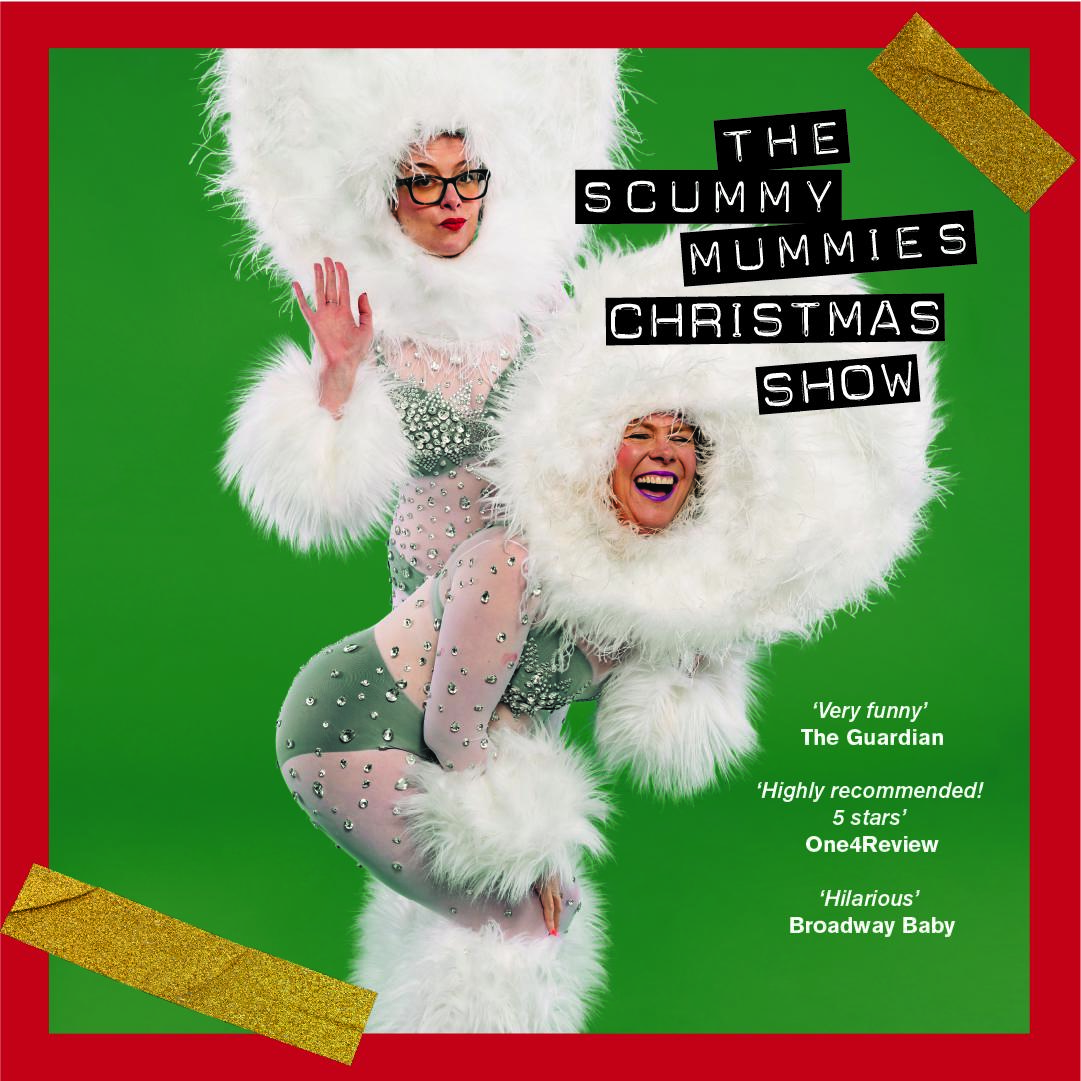 THE
SCUMMY
MUMMIES
CHRISTMAS
SHOW
‘Very funny’
The Guardian
‘Highly recommended!
5 stars’
One4Review
‘Hilarious’
Broadway Baby